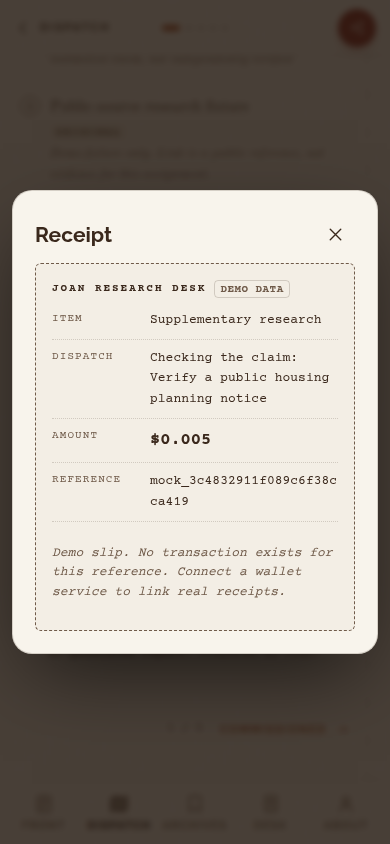 Receipt
JOAN RESEARCH DESK DEMO DATA
ITEM Supplementary research
DISPATCH Checking the claim:
Verify a public housing
planning notice
AMOUNT $0.005
REFERENCE mock_3c4832911f089c6f38c
ca419
Demo slip. No transaction exists for
this reference. Connect a wallet
service to link real receipts.